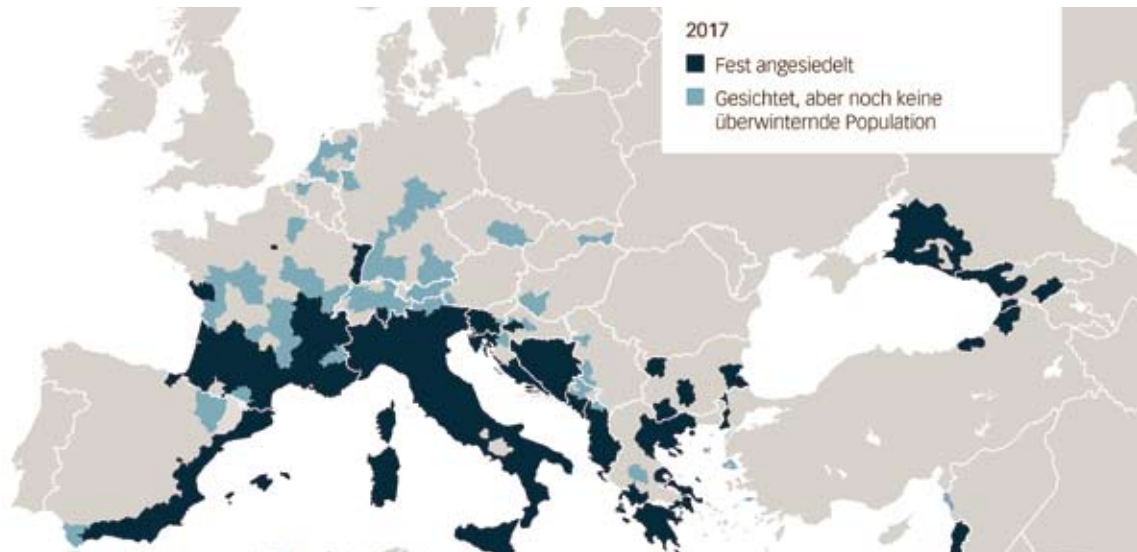 2017
Fest angesiedelt
Gesichtet, aber noch keine
überwinternde Population